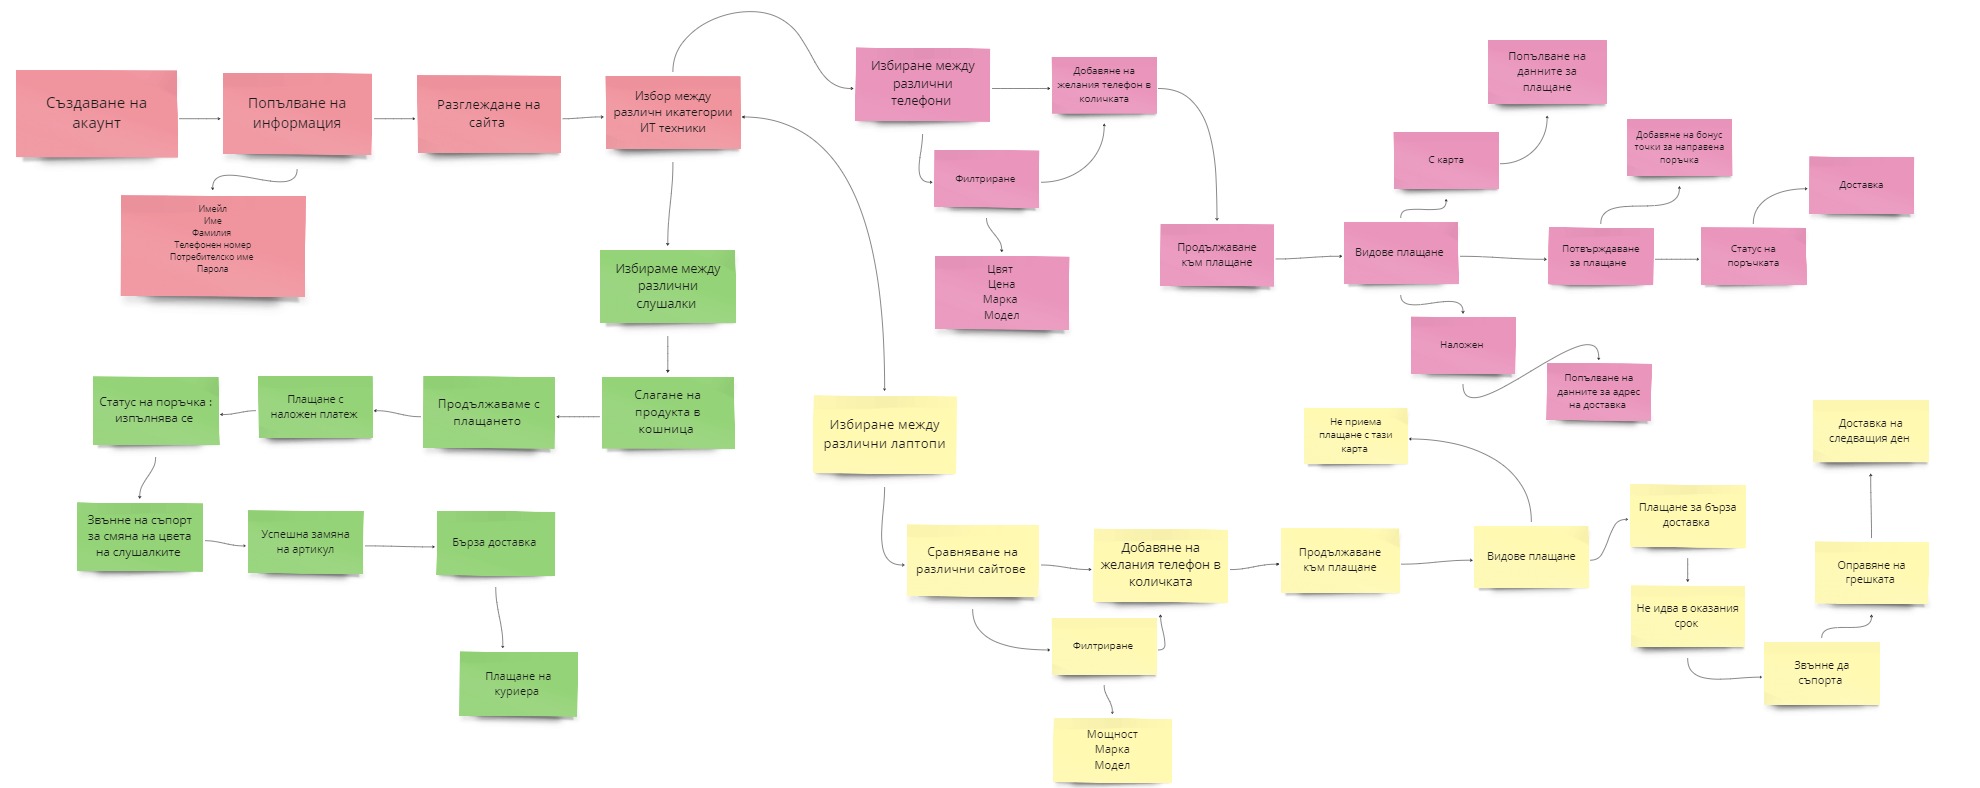 Създаване на
акаунт
Попълване на
информация
Разглеждане на
сайта
Избор между
различн икатегории
ИТ техники
Имейл
Име
Фамилия
Телефонен номер
Потребителско име
Парола
Избиране между
различни
телефони
Добавяне на
желания телефон в
количката
Филтриране
Цвят
Цена
Марка
Модел
Продължаване
към плащане
Видове плащане
С карта
Попълване на
данните за
плащане
Наложен
Попълване на
данните за адрес
на доставка
Потвърждаване
за плащане
Добавяне на бонус
точки за направена
поръчка
Статус на
поръчката
Доставка
Избираме между
различни
слушалки
Слагане на
продукта в
кошница
Продължаваме с
плащането
Плащане с
наложен платеж
Статус на поръчка :
изпълнява се
Звънне на съпорт
за смяна на цвета
на слушалките
Успешна замяна
на артикул
Бърза доставка
Плащане на
куриера
Избиране между
различни лаптопи
Сравняване на
различни сайтове
Филтриране
Мощност
Марка
Модел
Добавяне на
желания телефон в
количката
Продължаване
към плащане
Видове плащане
Не приема
плащане с тази
карта
Плащане за бърза
доставка
Не идва в оказания
срок
Звънне да
съпорта
Оправяне на
грешката
Доставка на
следващия ден